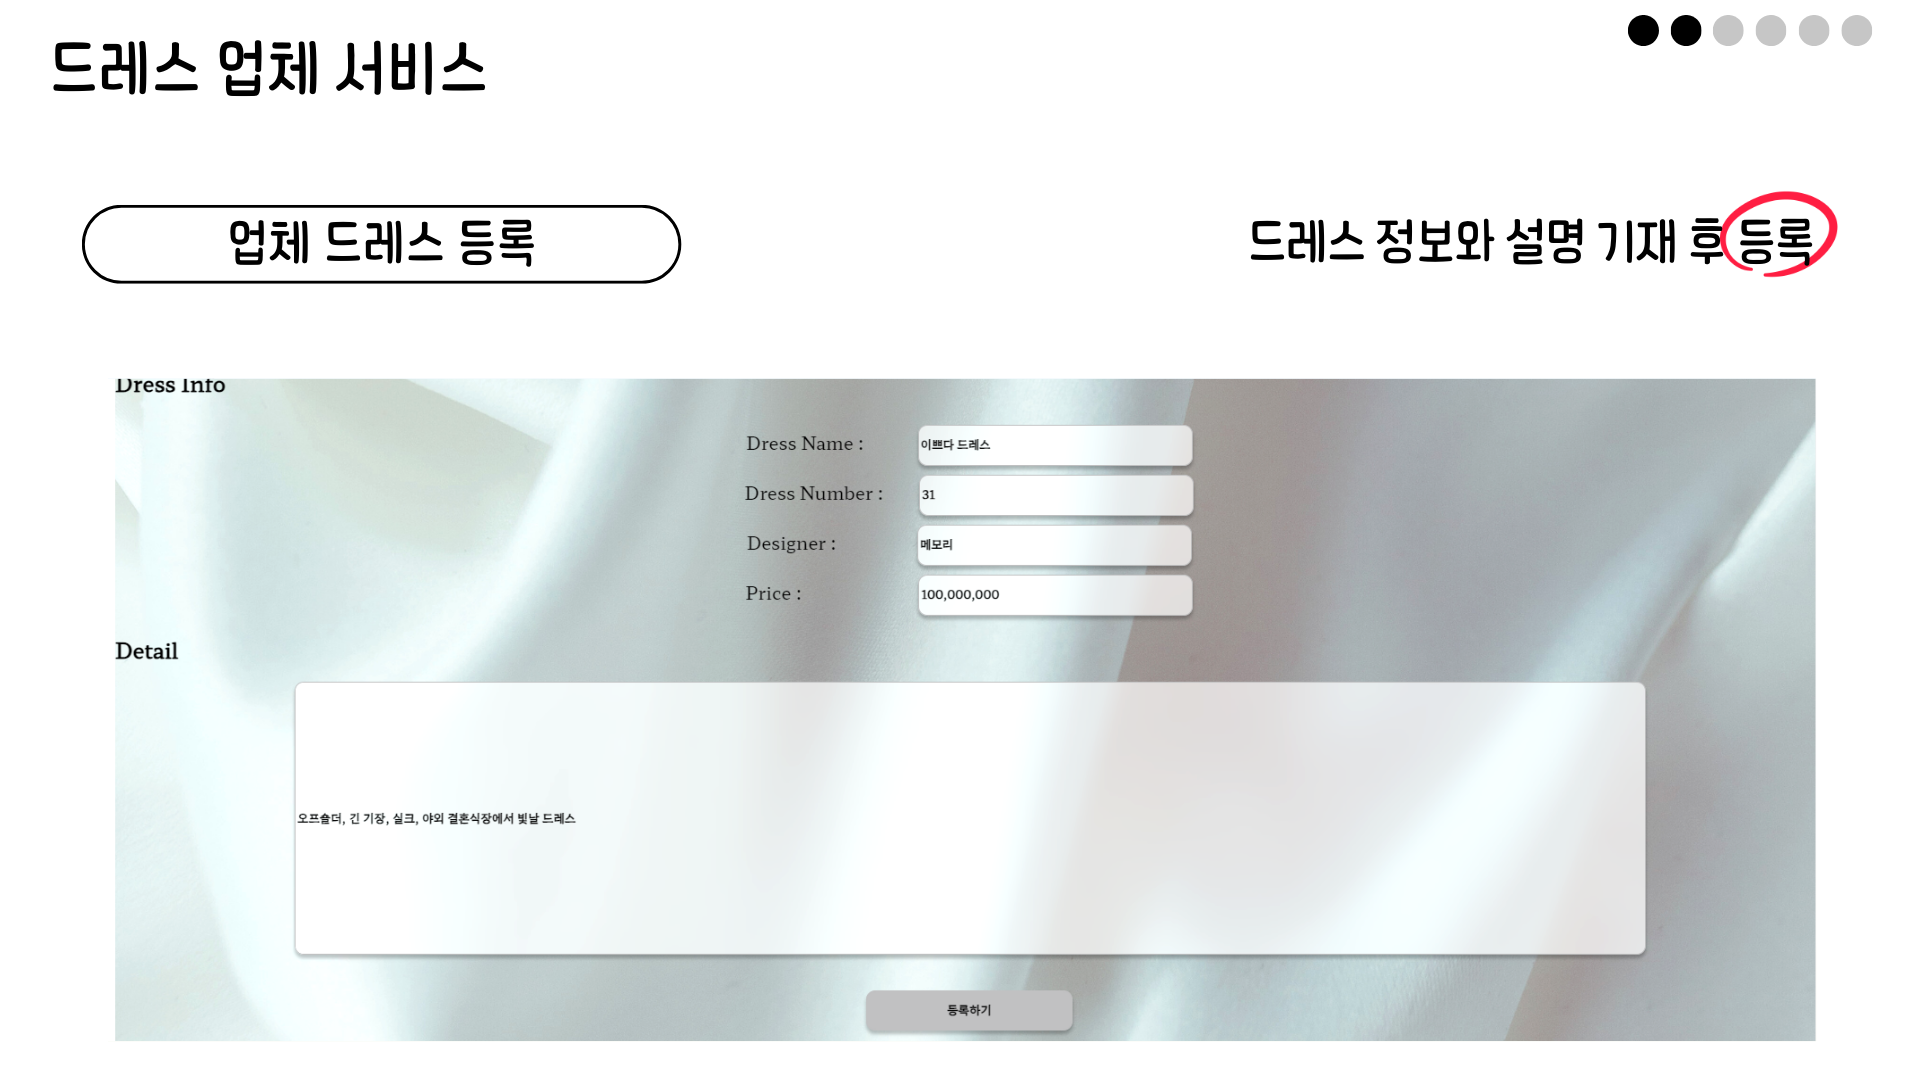 드레스 업체 서비스
업체 드레스 등록
드레스 정보와 설명 기재 후 등록
Dress Info
Dress Name : 이쁘다 드레스
Dress Number : 31
Designer : 메모리
Price : 100,000,000
Detail
오프숄더, 긴 기장, 실크, 야외 결혼식장에서 빛날 드레스
등록하기